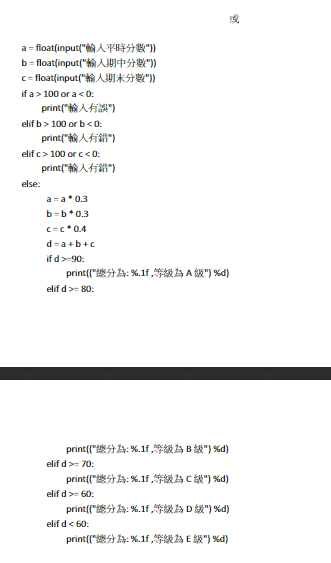 或
a = float(input("輸入平時分數"))
b = float(input("輸入期中分數"))
c = float(input("輸入期末分數"))
if a > 100 or a < 0:
print("輸入有誤")
elif b > 100 or b < 0:
print("輸入有錯")
elif c > 100 or c < 0:
print("輸入有錯")
else:
a = a * 0.3
b = b * 0.3
c = c * 0.4
d = a + b + c
if d >=90:
print(("總分為: %.1f ,等級為 A 級") %d)
elif d >= 80:
print(("總分為: %.1f ,等級為 B 級") %d)
elif d >= 70:
print(("總分為: %.1f ,等級為 C 級") %d)
elif d >= 60:
print(("總分為: %.1f ,等級為 D 級") %d)
elif d < 60:
print(("總分為: %.1f ,等級為 E 級") %d)